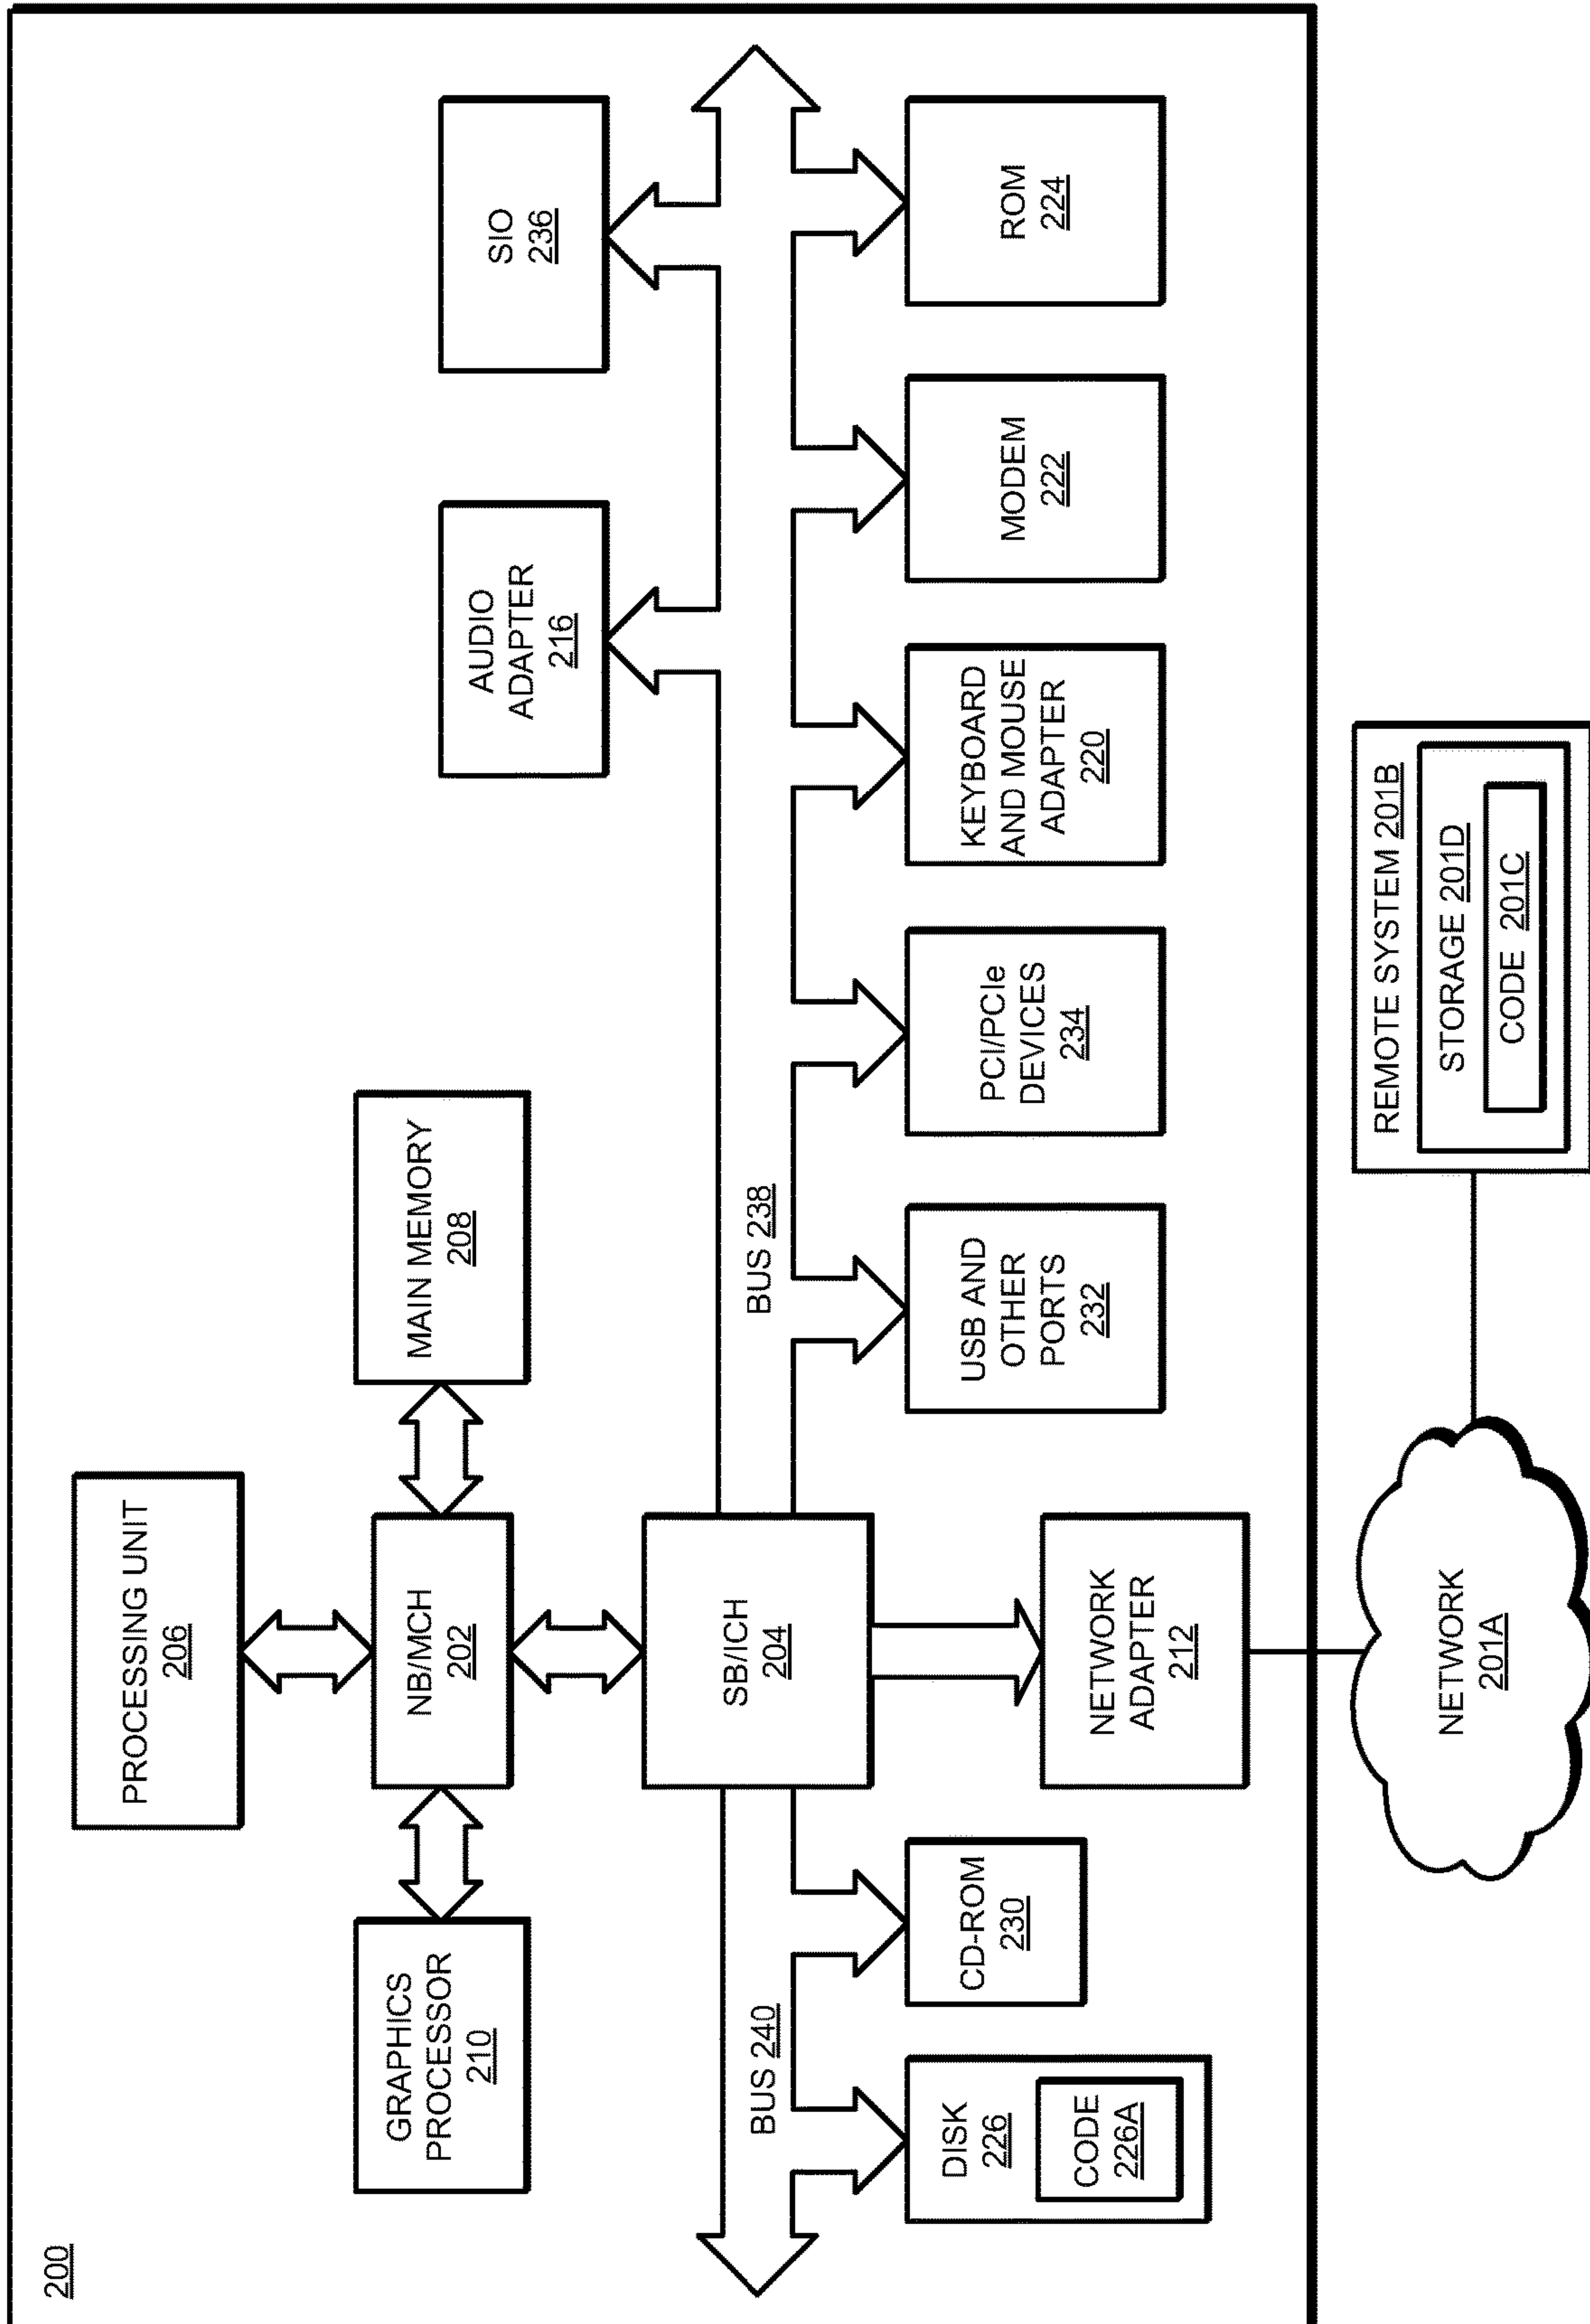 200
PROCESSING UNIT
206
GRAPHICS
PROCESSOR
210
NB/MCH
202
MAIN MEMORY
208
AUDIO
ADAPTER
216
SIO
236
SB/ICH
204
BUS 240
BUS 238
DISK
226
CODE
226A
CD-ROM
230
NETWORK
ADAPTER
212
USB AND
OTHER
PORTS
232
PCI/PCIe
DEVICES
234
KEYBOARD
AND MOUSE
ADAPTER
220
MODEM
222
ROM
224
NETWORK
201A
REMOTE SYSTEM 201B
STORAGE 201D
CODE 201C